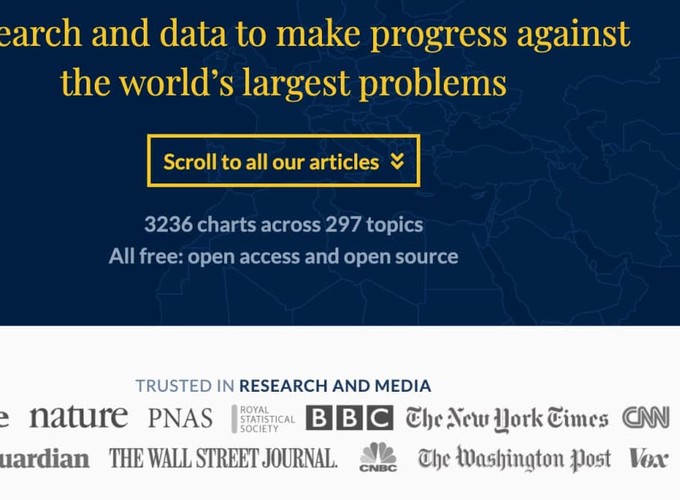 and data to make progress against
the world's largest problems
Scroll to all our articles
3236 charts across 297 topics
All free: open access and open source
TRUSTED IN RESEARCH AND MEDIA
nature PNAS ROYAL STATISTICAL SOCIETY BBC The New York Times CNN
THE WALL STREET JOURNAL. CNBC The Washington Post Vox